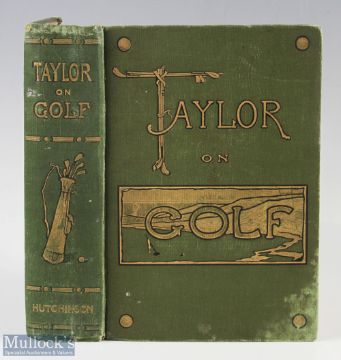 TAYLOR
ON
GOLF
HUTCHINSON
TAYLOR
ON
GOLF
Mullock's
Specialist Auctioneers & Valuers